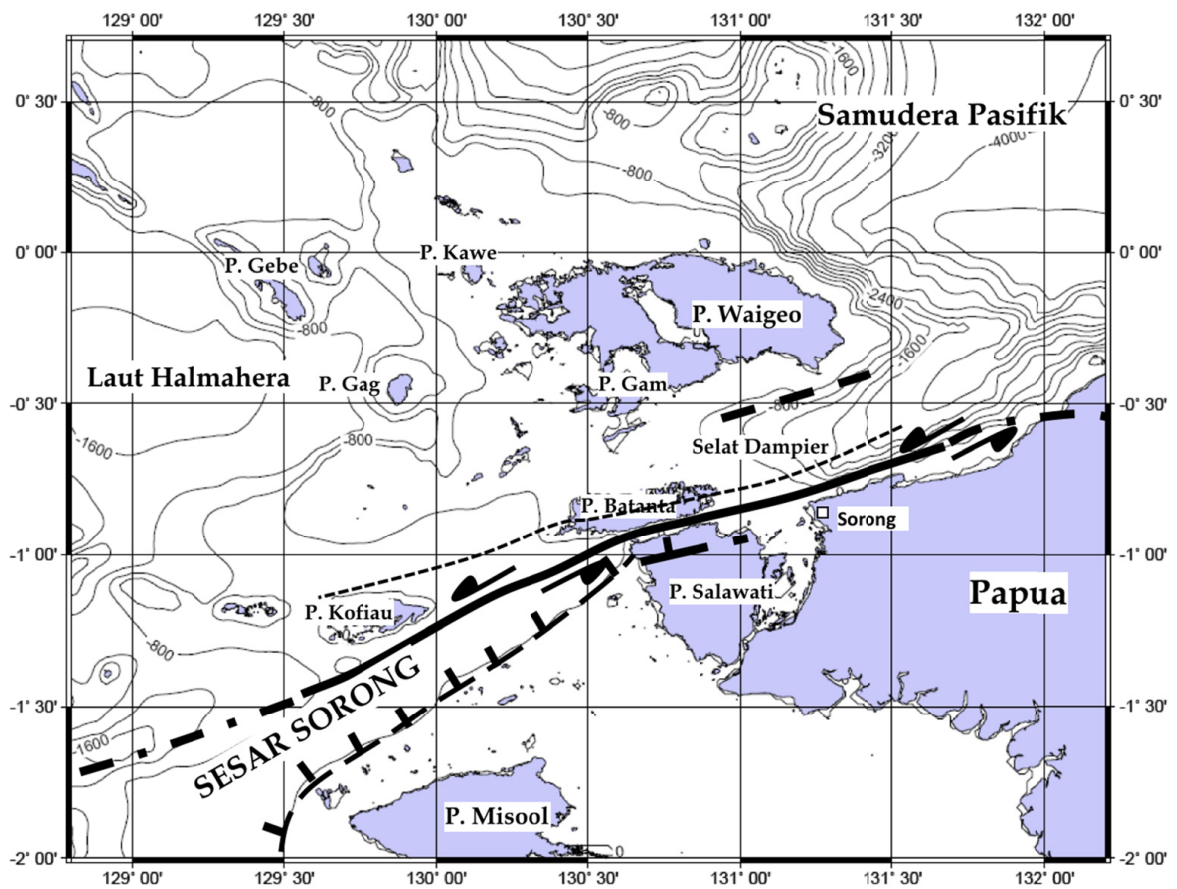 129° 00' 129° 30' 130° 00' 130° 30' 131° 00' 131° 30' 132° 00'
-1600
-800
-800
0° 30' Samudera Pasifik 0° 30'
-3200
-4000
-800
0° 00' P. Kawe 0° 00'
P. Gebe
-2400
P. Waigeo
-800
-1600
Laut Halmahera P. Gag P. Gam
-0° 30' -800 -0° 30'
-1600
-800
Selat Dampier
P. Batanta
Sorong
-1° 00' -1° 00'
P. Salawati
Papua
P. Kofiau
-800
SESAR SORONG
-1° 30' -1° 30'
-1600
P. Misool
0
-2° 00' -2° 00'
129° 00' 129° 30' 130° 00' 130° 30' 131° 00' 131° 30' 132° 00'